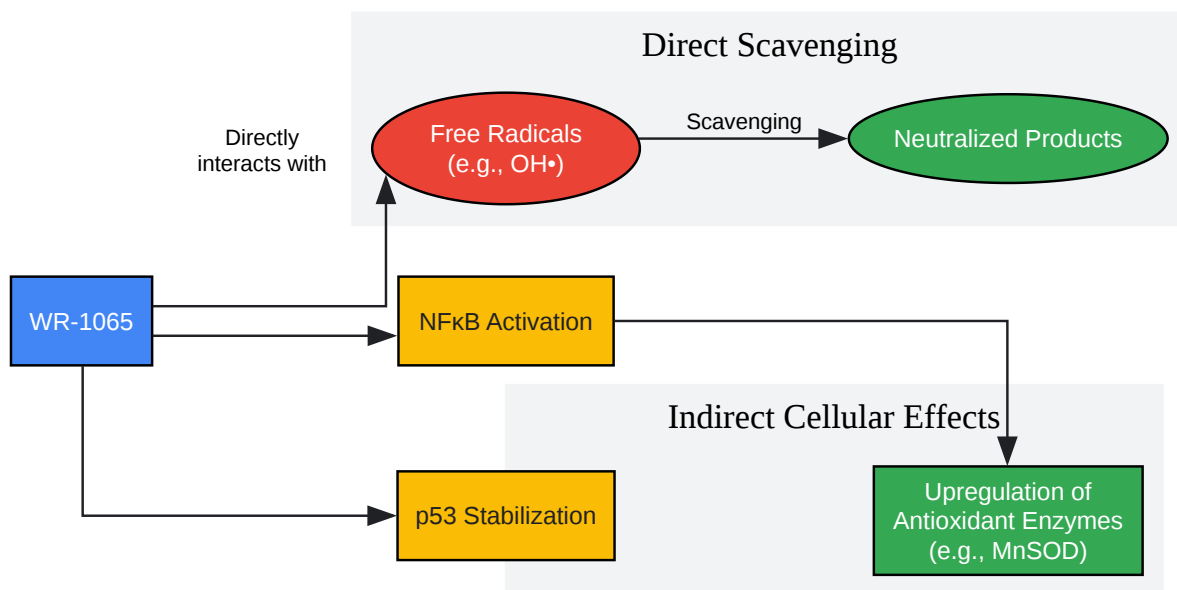 Direct Scavenging
Directly
interacts with
Free Radicals
(e.g., OH•)
Scavenging
Neutralized Products
WR-1065
NFκB Activation
Indirect Cellular Effects
p53 Stabilization
Upregulation of
Antioxidant Enzymes
(e.g., MnSOD)